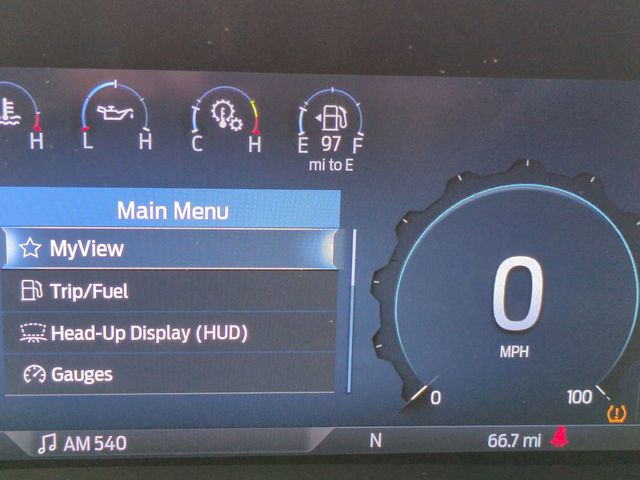 H
L
H
C
H
E
97
F
mi to E
Main Menu
MyView
Trip/Fuel
Head-Up Display (HUD)
Gauges
0
MPH
0
100
AM 540
N
66.7 mi